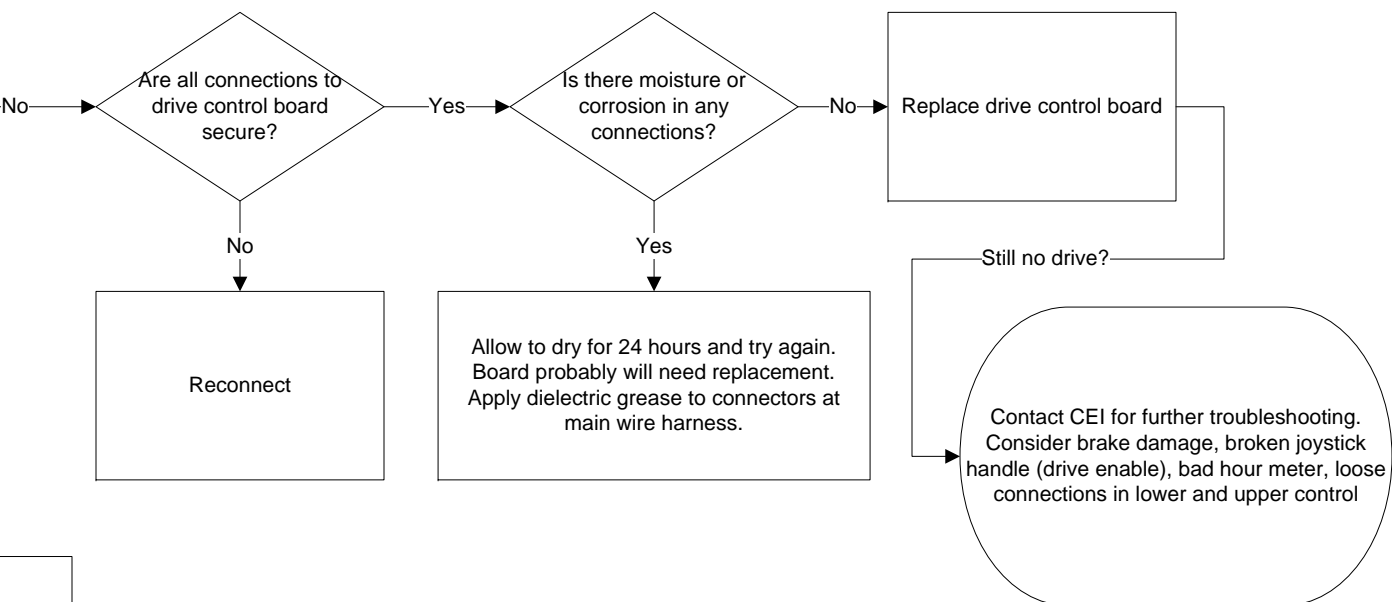 No
Are all connections to
drive control board
secure?
Yes
Is there moisture or
corrosion in any
connections?
No
Replace drive control board
No
Yes
Still no drive?
Reconnect
Allow to dry for 24 hours and try again.
Board probably will need replacement.
Apply dielectric grease to connectors at
main wire harness.
Contact CEI for further troubleshooting.
Consider brake damage, broken joystick
handle (drive enable), bad hour meter, loose
connections in lower and upper control